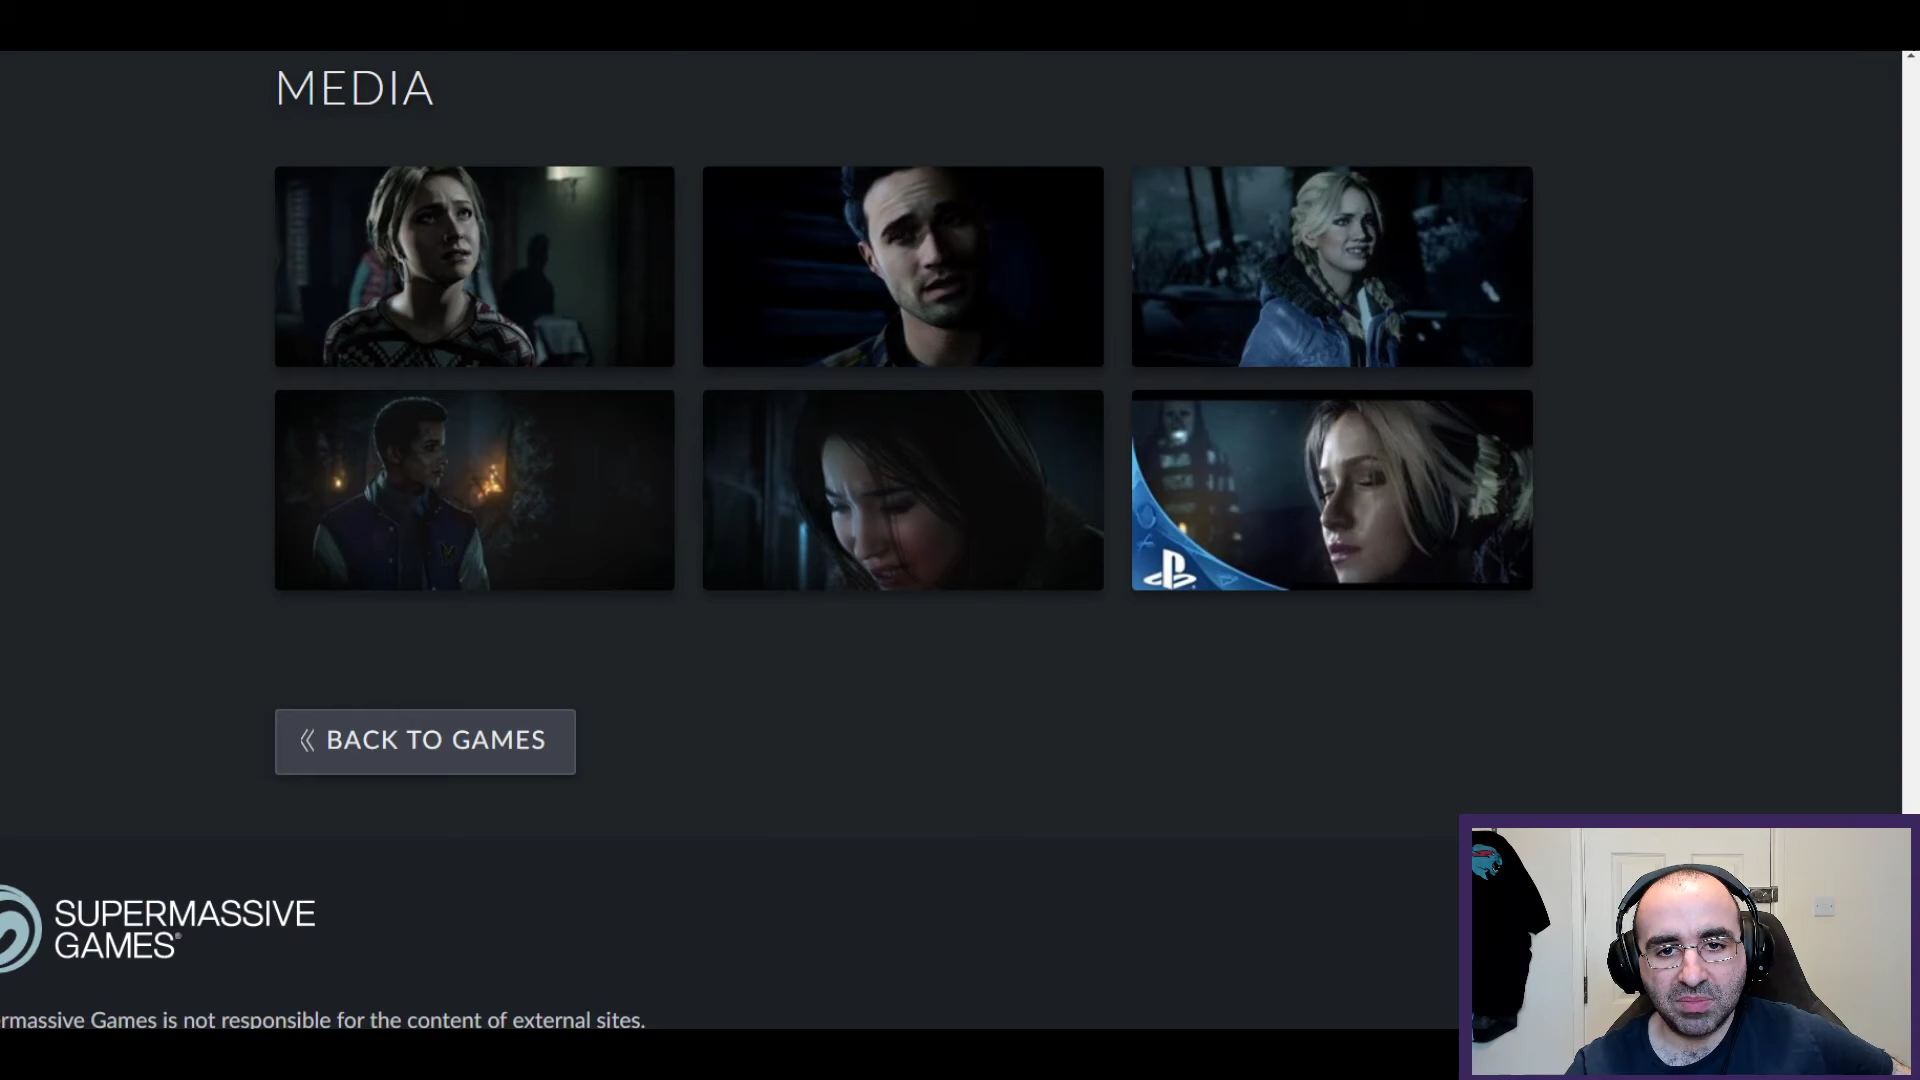 MEDIA
BACK TO GAMES
SUPERMASSIVE
GAMES
rmassive Games is not responsible for the content of external sites.